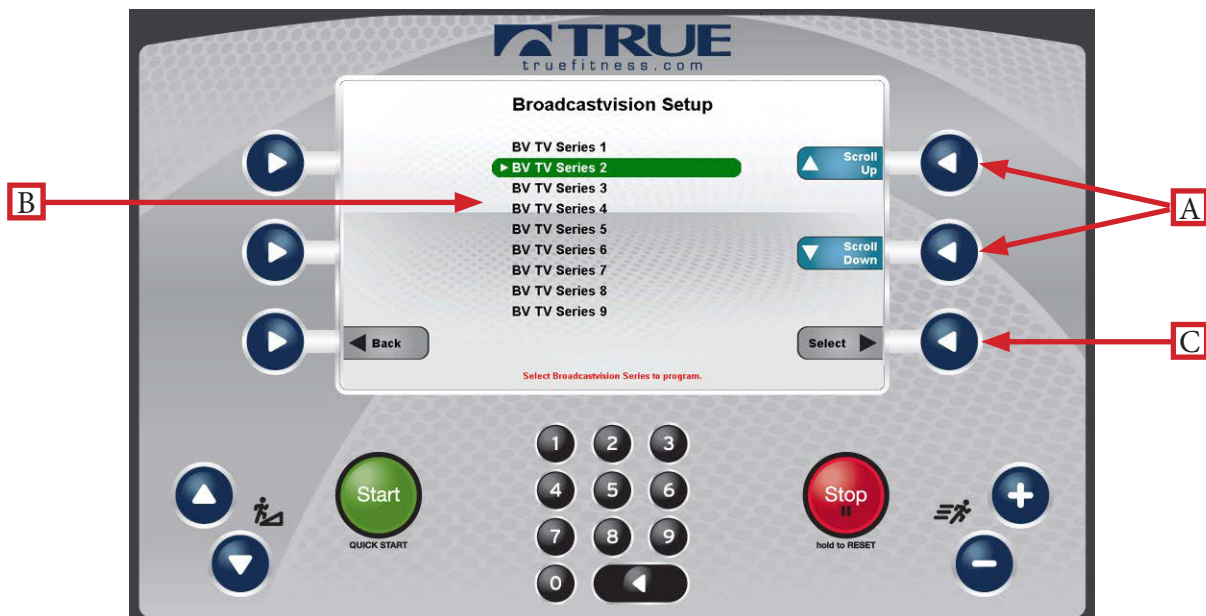 TRUE
truefitness.com
Broadcastvision Setup
BV TV Series 1
BV TV Series 2
BV TV Series 3
BV TV Series 4
BV TV Series 5
BV TV Series 6
BV TV Series 7
BV TV Series 8
BV TV Series 9
Scroll
Up
Scroll
Down
Back
Select
Select Broadcastvision Series to program.
B
A
C
1 2 3
4 5 6
7 8 9
0
Start
QUICK START
Stop
hold to RESET